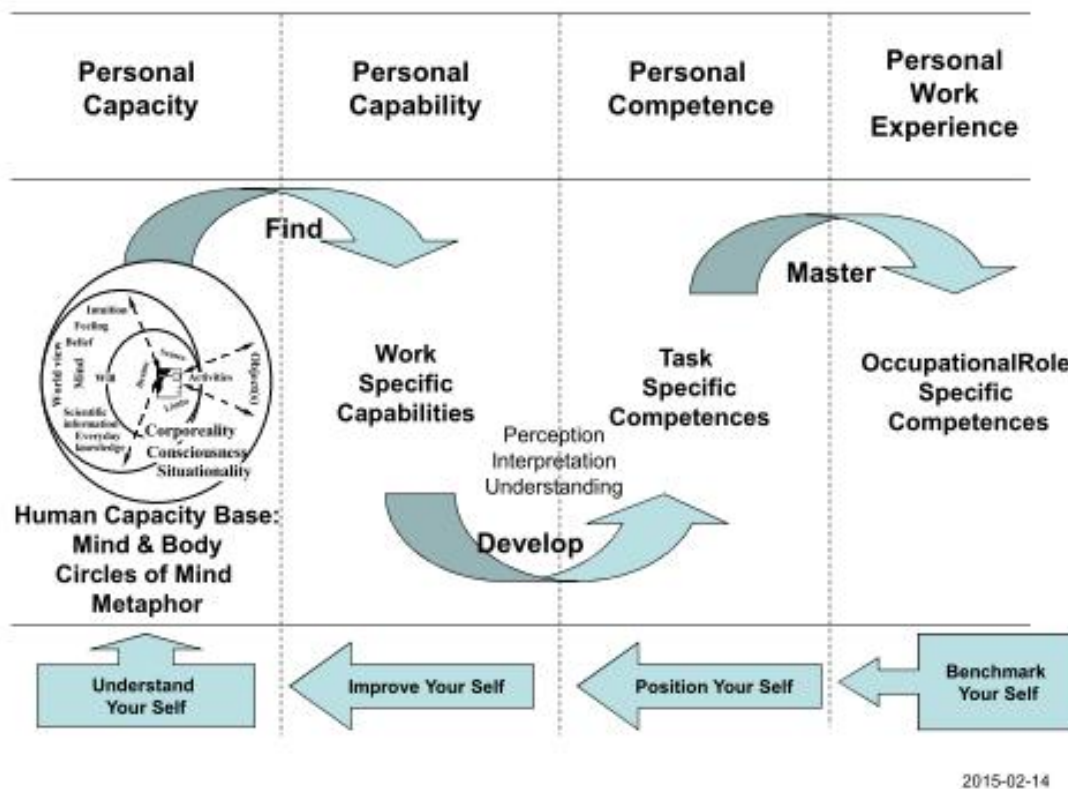 Personal
Capacity
Personal
Capability
Personal
Competence
Personal
Work
Experience
Find
Master
Intuition
Feeling
Belief
World view
Mind
Will
Senses
Activities
Object(s)
Limbs
Scientific
information
Everyday
knowledge
Corporeality
Consciousness
Situationality
Human Capacity Base:
Mind & Body
Circles of Mind
Metaphor
Work
Specific
Capabilities
Perception
Interpretation
Understanding
Develop
Task
Specific
Competences
OccupationalRole
Specific
Competences
Understand
Your Self
Improve Your Self
Position Your Self
Benchmark
Your Self
2015-02-14